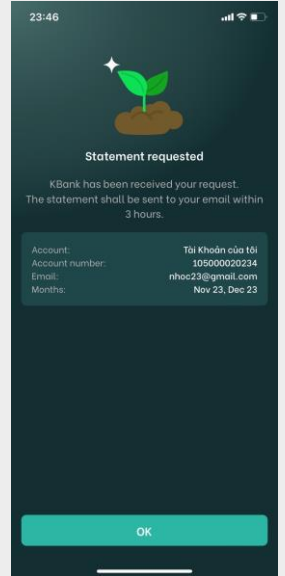 23:46
Statement requested
KBank has been received your request.
The statement shall be sent to your email within
3 hours.
Account: Tài Khoản của tôi
Account number: 105000020234
Email: nhoc23@gmail.com
Months: Nov 23, Dec 23
OK